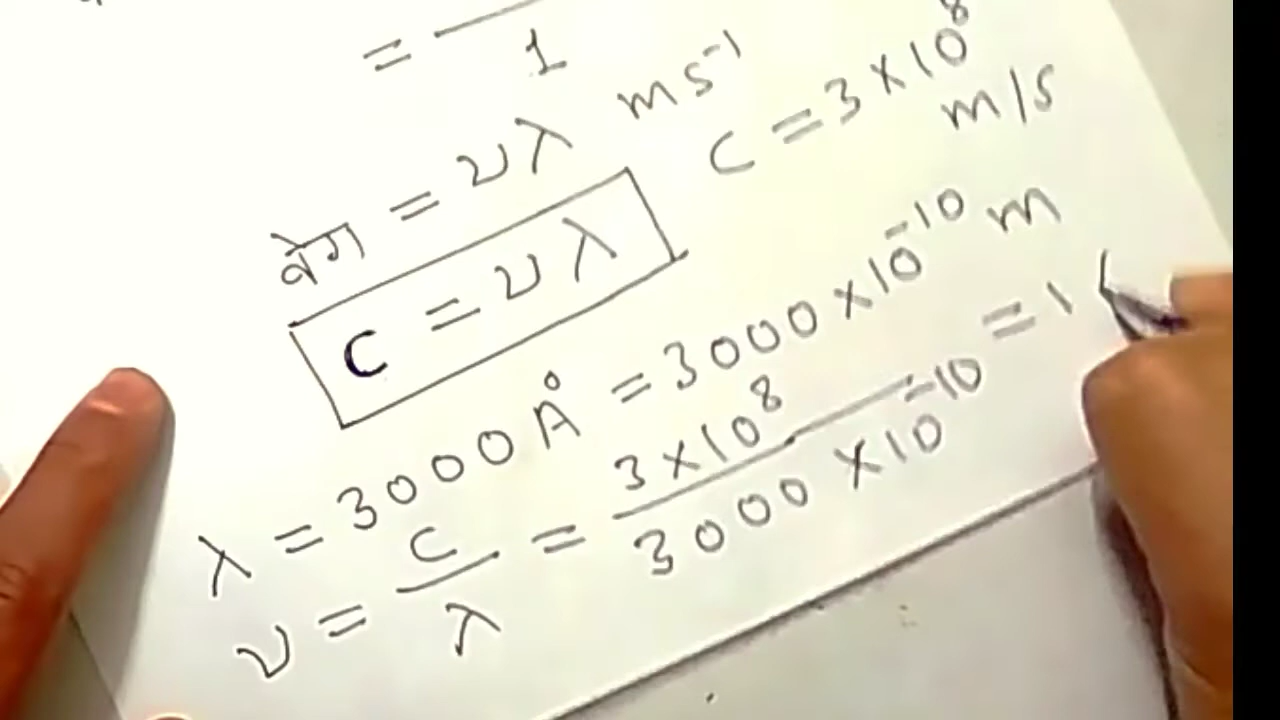 = ― / 1
वेग = νλ ms⁻¹
C = νλ
C = 3×10⁸ m/s
λ = 3000 Å = 3000×10⁻¹⁰ m
ν = C/λ = 3×10⁸ / 3000×10⁻¹⁰ = 1